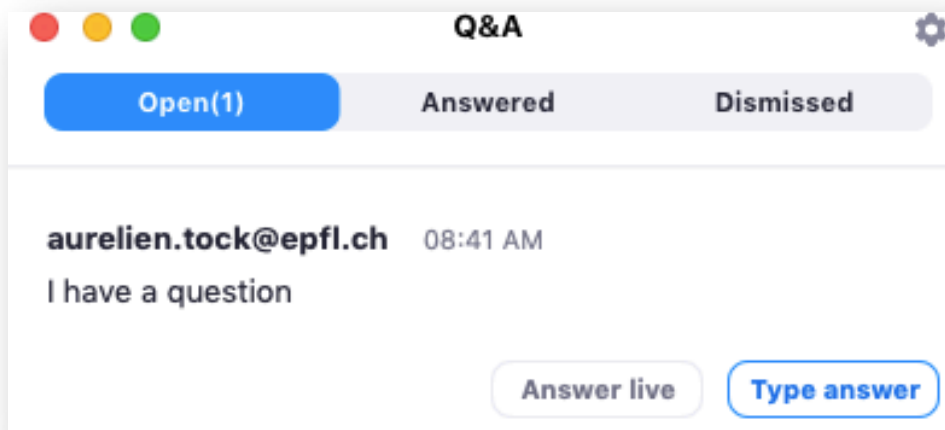 Q&A
Open(1) Answered Dismissed
aurelien.tock@epfl.ch 08:41 AM
I have a question
Answer live Type answer